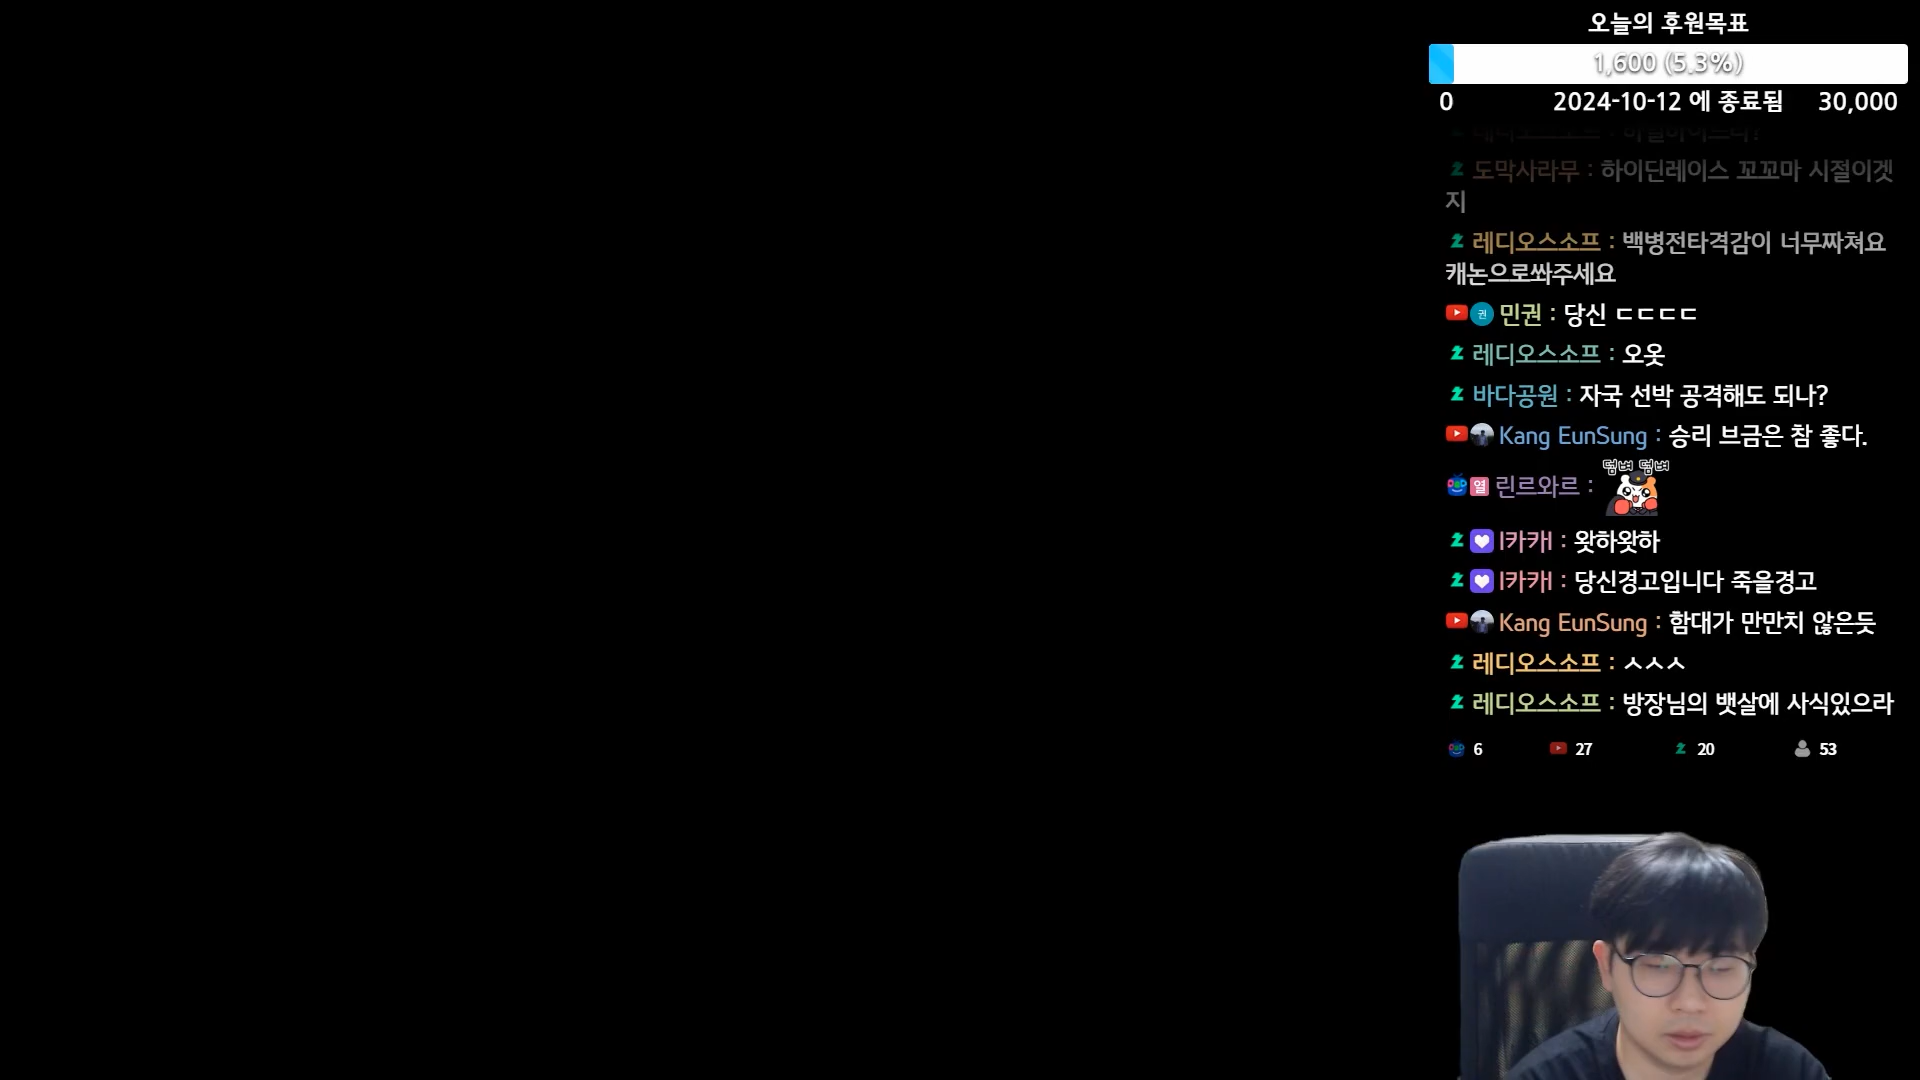 오늘의 후원목표
1,600 (5.3%)
0 2024-10-12 에 종료됨 30,000
도막사라무 : 하이딘레이스 꼬꼬마 시절이겟
지
레디오스소프 : 백병전타격감이 너무짜쳐요
캐논으로쏴주세요
권 민권 : 당신 ㄷㄷㄷㄷ
레디오스소프 : 오옷
바다공원 : 자국 선박 공격해도 되나?
Kang EunSung : 승리 브금은 참 좋다.
덤벼 덤벼
열 린르와르 :
l카카l : 왓하왓하
l카카l : 당신경고입니다 죽을경고
Kang EunSung : 함대가 만만치 않은듯
레디오스소프 : ㅅㅅㅅ
레디오스소프 : 방장님의 뱃살에 사식있으라
6 27 20 53